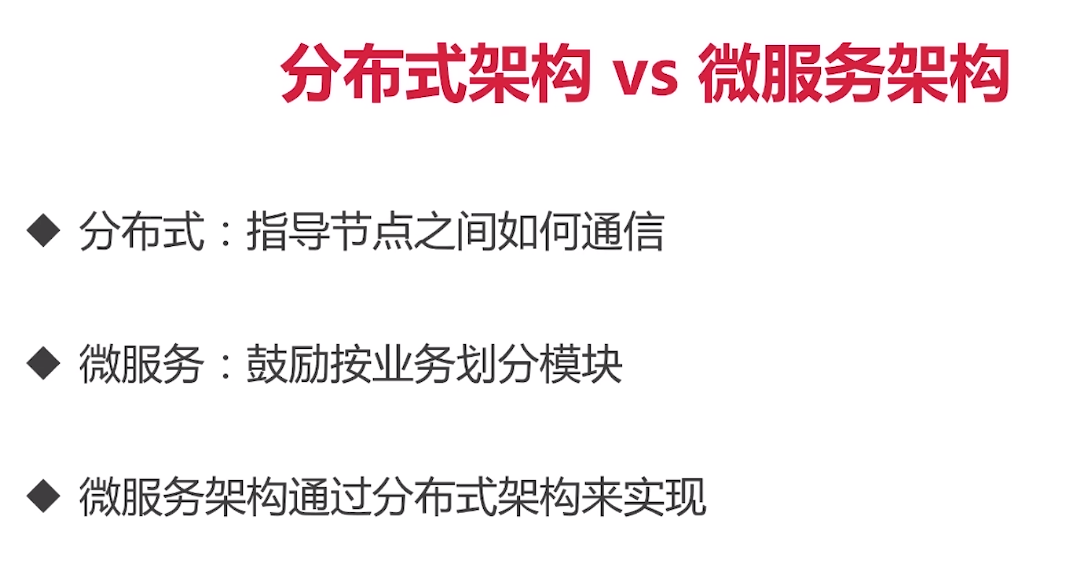 分布式架构 vs 微服务架构
◆ 分布式：指导节点之间如何通信
◆ 微服务：鼓励按业务划分模块
◆ 微服务架构通过分布式架构来实现